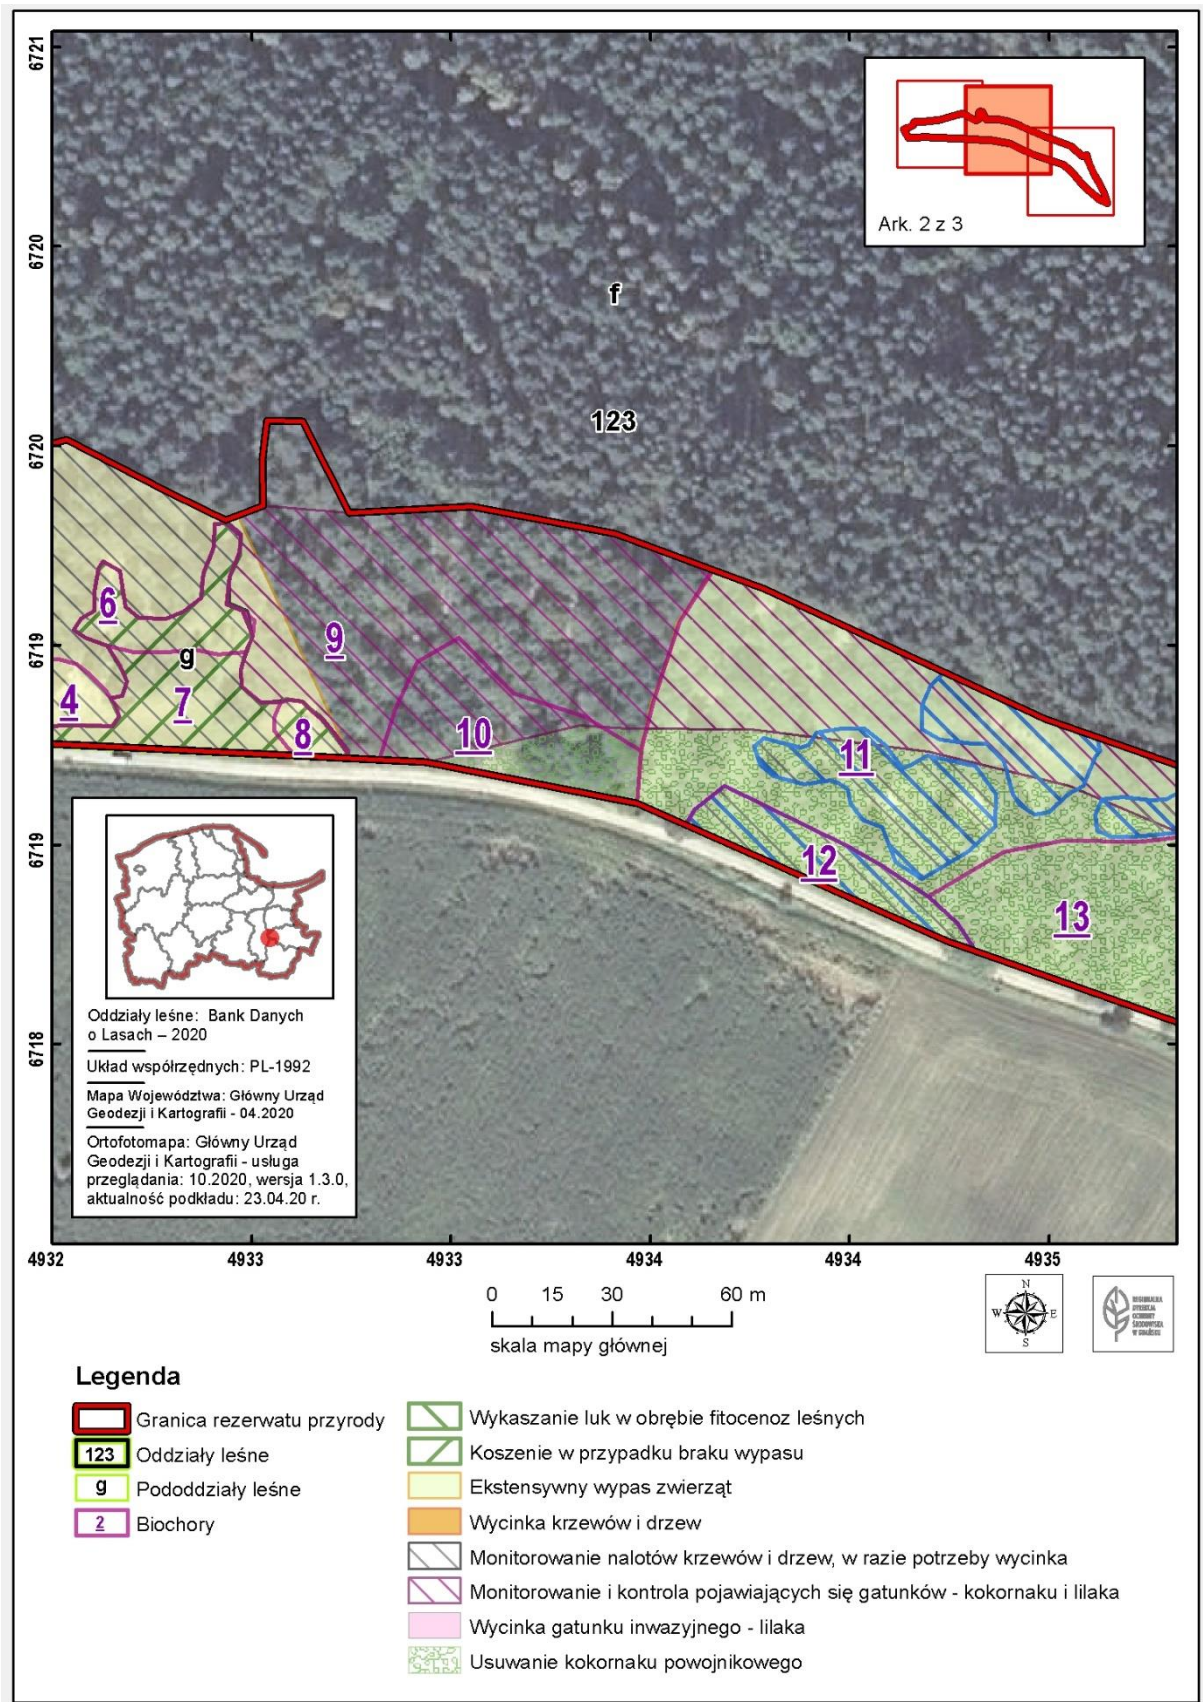 6721
Ark. 2 z 3
6720
f
123
6720
6
g
9
6719
4
7
8
10
11
12
13
6719
6718
Oddziały leśne: Bank Danych
o Lasach – 2020
Układ współrzędnych: PL-1992
Mapa Województwa: Główny Urząd
Geodezji i Kartografii - 04.2020
Ortofotomapa: Główny Urząd
Geodezji i Kartografii - usługa
przeglądania: 10.2020, wersja 1.3.0,
aktualność podkładu: 23.04.20 r.
4932 4933 4933 4934 4934 4935
0 15 30 60 m
skala mapy głównej
N
W E
S
REGIONALNA
DYREKCJA
OCHRONY
ŚRODOWISKA
W GDAŃSKU
Legenda
Granica rezerwatu przyrody
123 Oddziały leśne
g Pododdziały leśne
2 Biochory
Wykaszanie luk w obrębie fitocenoz leśnych
Koszenie w przypadku braku wypasu
Ekstensywny wypas zwierząt
Wycinka krzewów i drzew
Monitorowanie nalotów krzewów i drzew, w razie potrzeby wycinka
Monitorowanie i kontrola pojawiających się gatunków - kokornaku i lilaka
Wycinka gatunku inwazyjnego - lilaka
Usuwanie kokornaku powojnikowego